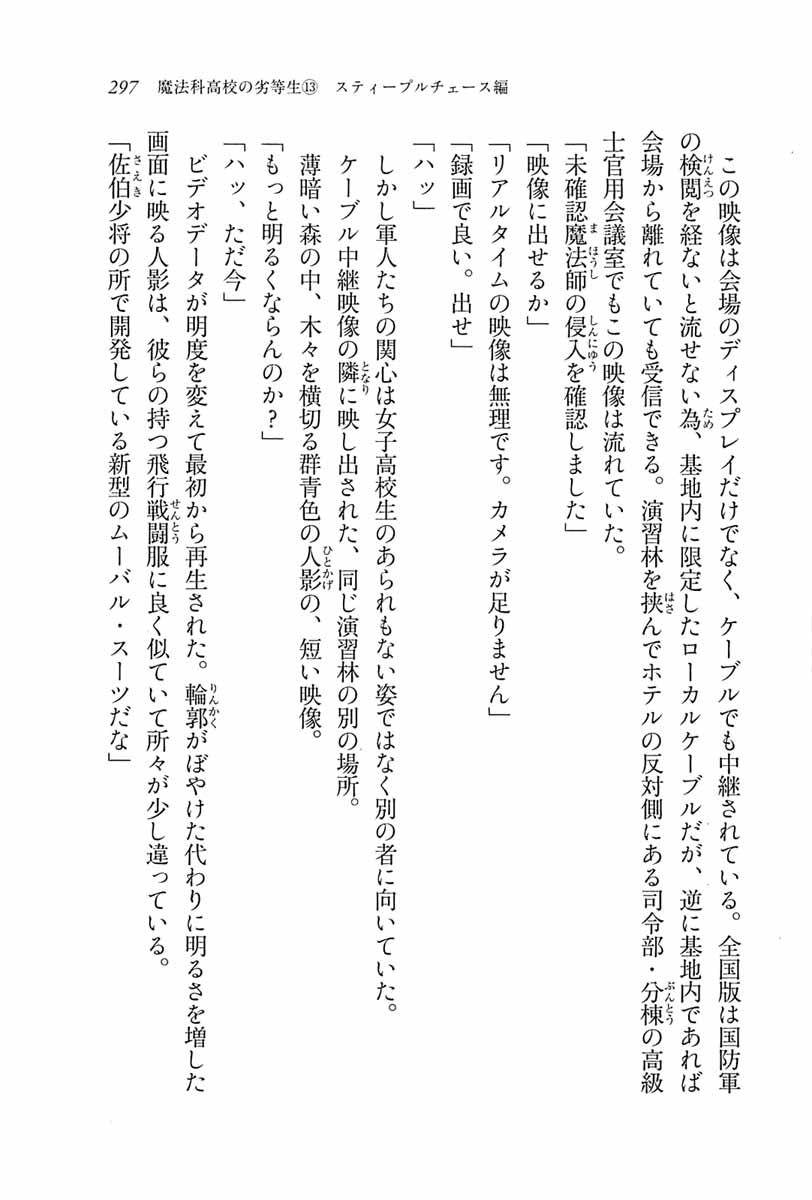 297　魔法科高校の劣等生⑬　スティープルチェース編
　この映像は会場のディスプレイだけでなく、ケーブルでも中継されている。全国版は国防軍
の検閲を経ないと流せない為、基地内に限定したローカルケーブルだが、逆に基地内であれば
会場から離れていても受信できる。演習林を挟んでホテルの反対側にある司令部・分棟の高級
士官用会議室でもこの映像は流れていた。
「未確認魔法師の侵入を確認しました」
「映像に出せるか」
「リアルタイムの映像は無理です。カメラが足りません」
「録画で良い。出せ」
「ハッ」
　しかし軍人たちの関心は女子高校生のあられもない姿ではなく別の者に向いていた。
　ケーブル中継映像の隣に映し出された、同じ演習林の別の場所。
　薄暗い森の中、木々を横切る群青色の人影の、短い映像。
「もっと明るくならんのか？」
「ハッ、ただ今」
　ビデオデータが明度を変えて最初から再生された。輪郭がぼやけた代わりに明るさを増した
画面に映る人影は、彼らの持つ飛行戦闘服に良く似ていて所々が少し違っている。
「佐伯少将の所で開発している新型のムーバル・スーツだな」